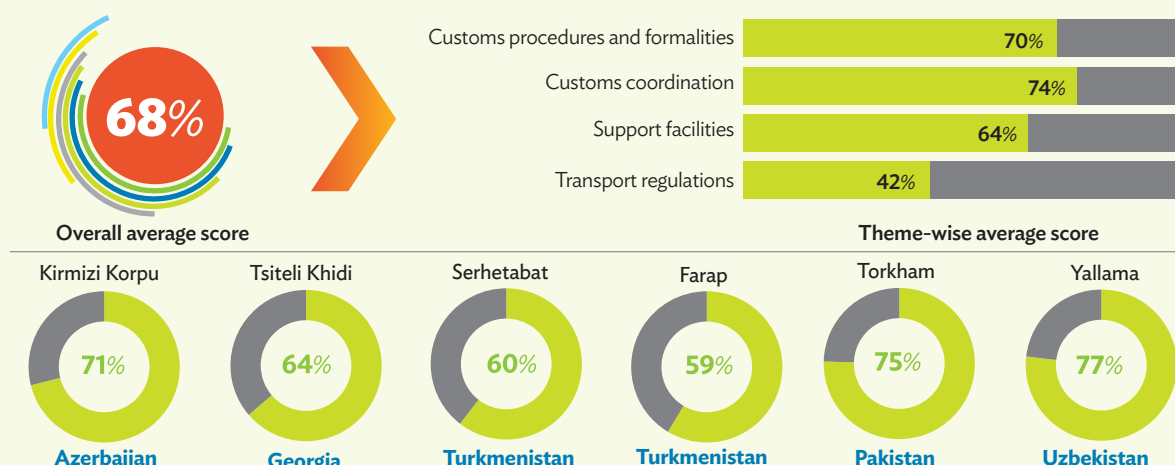 68%
Customs procedures and formalities 70%
Customs coordination 74%
Support facilities 64%
Transport regulations 42%
Overall average score
Theme-wise average score
Kirmizi Korpu
71%
Azerbaijan
Tsiteli Khidi
64%
Georgia
Serhetabat
60%
Turkmenistan
Farap
59%
Turkmenistan
Torkham
75%
Pakistan
Yallama
77%
Uzbekistan